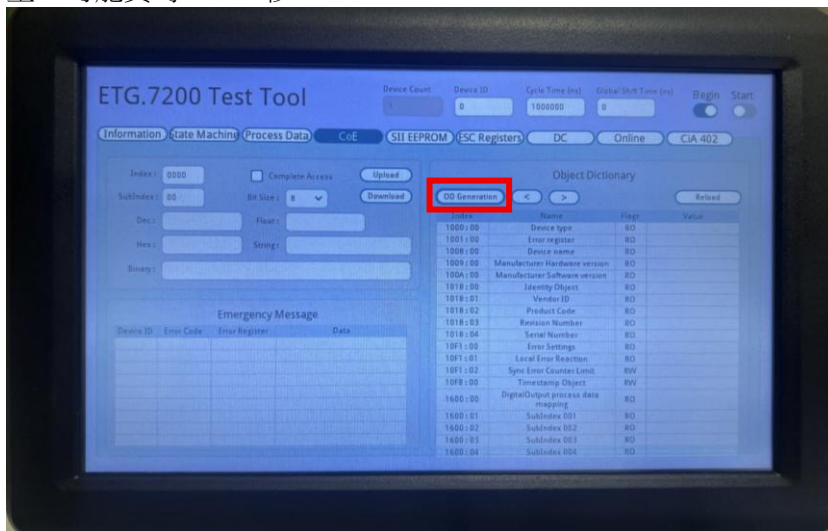 ETG.7200 Test Tool
Device Count
Device ID
Cycle Time (ns)
Global Shift Time (ns)
Begin
Start
1
0
1000000
0
Information
State Machine
Process Data
CoE
SII EEPROM
ESC Registers
DC
Online
CiA 402
Index :
0000
Complete Access
Upload
SubIndex :
00
Bit Size :
8
Download
Dec :
Float :
Hex :
String :
Binary :
Emergency Message
Device ID
Error Code
Error Register
Data
Object Dictionary
OD Generation
<
>
Reload
Index Name Flags Value
1000 : 00 Device type RO
1001 : 00 Error register RO
1008 : 00 Device name RO
1009 : 00 Manufacturer Hardware version RO
100A : 00 Manufacturer Software version RO
1018 : 00 Identity Object RO
1018 : 01 Vendor ID RO
1018 : 02 Product Code RO
1018 : 03 Revision Number RO
1018 : 04 Serial Number RO
10F1 : 00 Error Settings RO
10F1 : 01 Local Error Reaction RO
10F1 : 02 Sync Error Counter Limit RW
10F8 : 00 Timestamp Object RW
1600 : 00 DigitalOutput process data
mapping RO
1600 : 01 SubIndex 001 RO
1600 : 02 SubIndex 002 RO
1600 : 03 SubIndex 003 RO
1600 : 04 SubIndex 004 RO